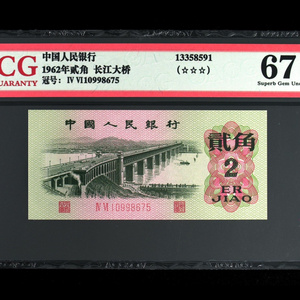 CG
UARANTY
中国人民银行
1962年贰角 长江大桥
冠号: Ⅳ Ⅵ10998675
13358591
(☆☆☆)
67
Superb Gem Unc
中國人民銀行
貳角
2
ER
JIAO
Ⅳ Ⅵ 10998675